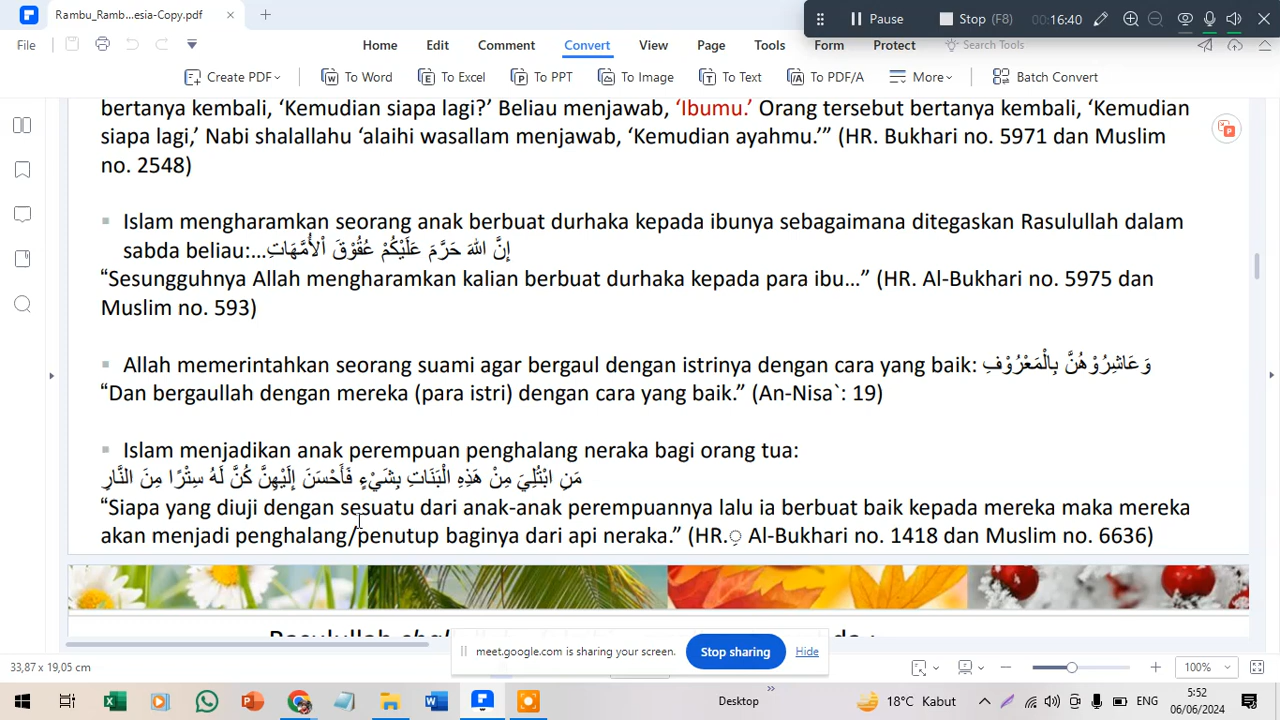 Rambu_Ramb...esia-Copy.pdf
Pause
Stop (F8)
00:16:40
File
Home
Edit
Comment
Convert
View
Page
Tools
Form
Protect
Search Tools
Create PDF
To Word
To Excel
To PPT
To Image
To Text
To PDF/A
More
Batch Convert
bertanya kembali, ‘Kemudian siapa lagi?’ Beliau menjawab, ‘Ibumu.’ Orang tersebut bertanya kembali, ‘Kemudian
siapa lagi,’ Nabi shalallahu ‘alaihi wasallam menjawab, ‘Kemudian ayahmu.’” (HR. Bukhari no. 5971 dan Muslim
no. 2548)
▪ Islam mengharamkan seorang anak berbuat durhaka kepada ibunya sebagaimana ditegaskan Rasulullah dalam
sabda beliau:...إِنَّ اللهَ حَرَّمَ عَلَيْكُمْ عُقُوْقَ اْلأُمَّهَاتِ
“Sesungguhnya Allah mengharamkan kalian berbuat durhaka kepada para ibu…” (HR. Al-Bukhari no. 5975 dan
Muslim no. 593)
▪ Allah memerintahkan seorang suami agar bergaul dengan istrinya dengan cara yang baik: وَعَاشِرُوْهُنَّ بِالْمَعْرُوْفِ
“Dan bergaullah dengan mereka (para istri) dengan cara yang baik.” (An-Nisa`: 19)
▪ Islam menjadikan anak perempuan penghalang neraka bagi orang tua:
مَنِ ابْتُلِيَ مِنْ هَذِهِ الْبَنَاتِ بِشَيْءٍ فَأَحْسَنَ إِلَيْهِنَّ كُنَّ لَهُ سِتْرًا مِنَ النَّارِ
“Siapa yang diuji dengan sesuatu dari anak-anak perempuannya lalu ia berbuat baik kepada mereka maka mereka
akan menjadi penghalang/penutup baginya dari api neraka.” (HR.ِ Al-Bukhari no. 1418 dan Muslim no. 6636)
meet.google.com is sharing your screen.
Stop sharing
Hide
33,87 x 19,05 cm
100%
Desktop
18°C Kabut
ENG
5:52
06/06/2024